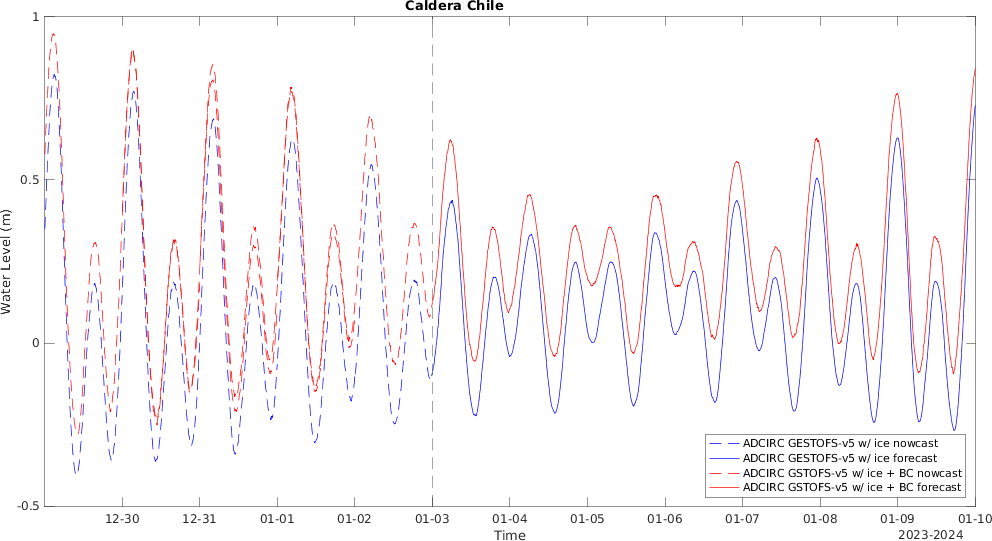 Caldera Chile
1
0.5
0
-0.5
Water Level (m)
12-30 12-31 01-01 01-02 01-03 01-04 01-05 01-06 01-07 01-08 01-09 01-10
Time
2023-2024
ADCIRC GESTOFS-v5 w/ ice nowcast
ADCIRC GESTOFS-v5 w/ ice forecast
ADCIRC GSTOFS-v5 w/ ice + BC nowcast
ADCIRC GSTOFS-v5 w/ ice + BC forecast